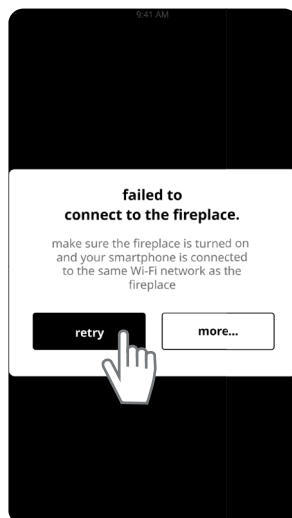 9:41 AM
failed to
connect to the fireplace.
make sure the fireplace is turned on
and your smartphone is connected
to the same Wi-Fi network as the
fireplace
retry
more...